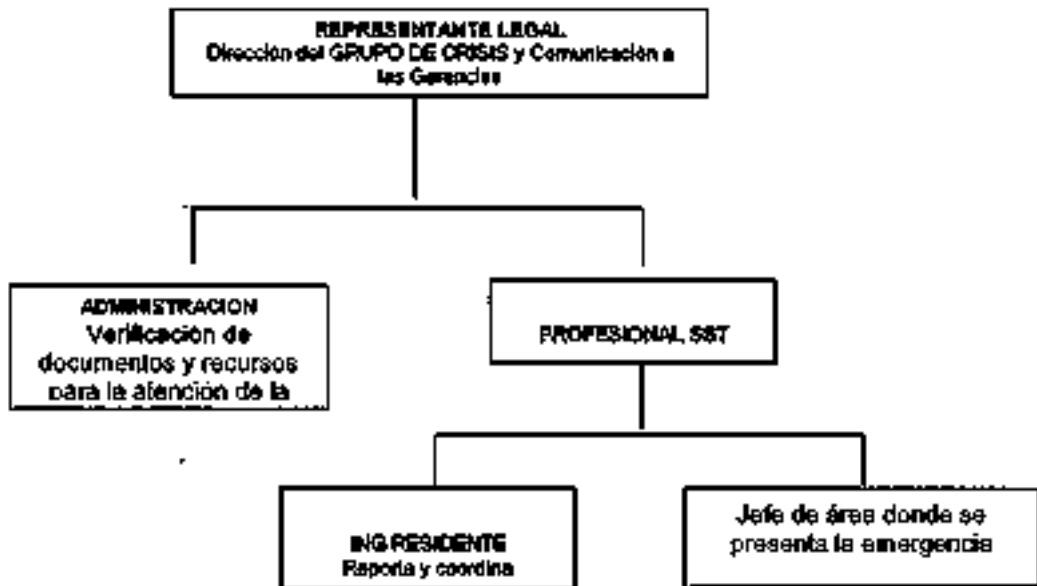 REPRESENTANTE LEGAL
Dirección del GRUPO DE CRISIS y Comunicación a
las Gerencias
ADMINISTRACION
Verificación de
documentos y recursos
para la atención de la
PROFESIONAL SST
ING RESIDENTE
Reporta y coordina
Jefe de área donde se
presenta la emergencia